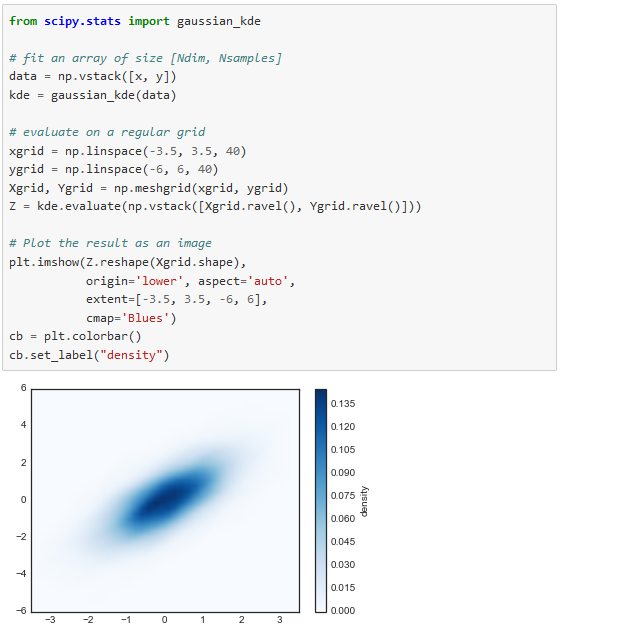 from scipy.stats import gaussian_kde
# fit an array of size [Ndim, Nsamples]
data = np.vstack([x, y])
kde = gaussian_kde(data)
# evaluate on a regular grid
xgrid = np.linspace(-3.5, 3.5, 40)
ygrid = np.linspace(-6, 6, 40)
Xgrid, Ygrid = np.meshgrid(xgrid, ygrid)
Z = kde.evaluate(np.vstack([Xgrid.ravel(), Ygrid.ravel()]))
# Plot the result as an image
plt.imshow(Z.reshape(Xgrid.shape),
           origin='lower', aspect='auto',
           extent=[-3.5, 3.5, -6, 6],
           cmap='Blues')
cb = plt.colorbar()
cb.set_label("density")
6
4
2
0
−2
−4
−6
−3 −2 −1 0 1 2 3
0.135
0.120
0.105
0.090
0.075
0.060
0.045
0.030
0.015
0.000
density